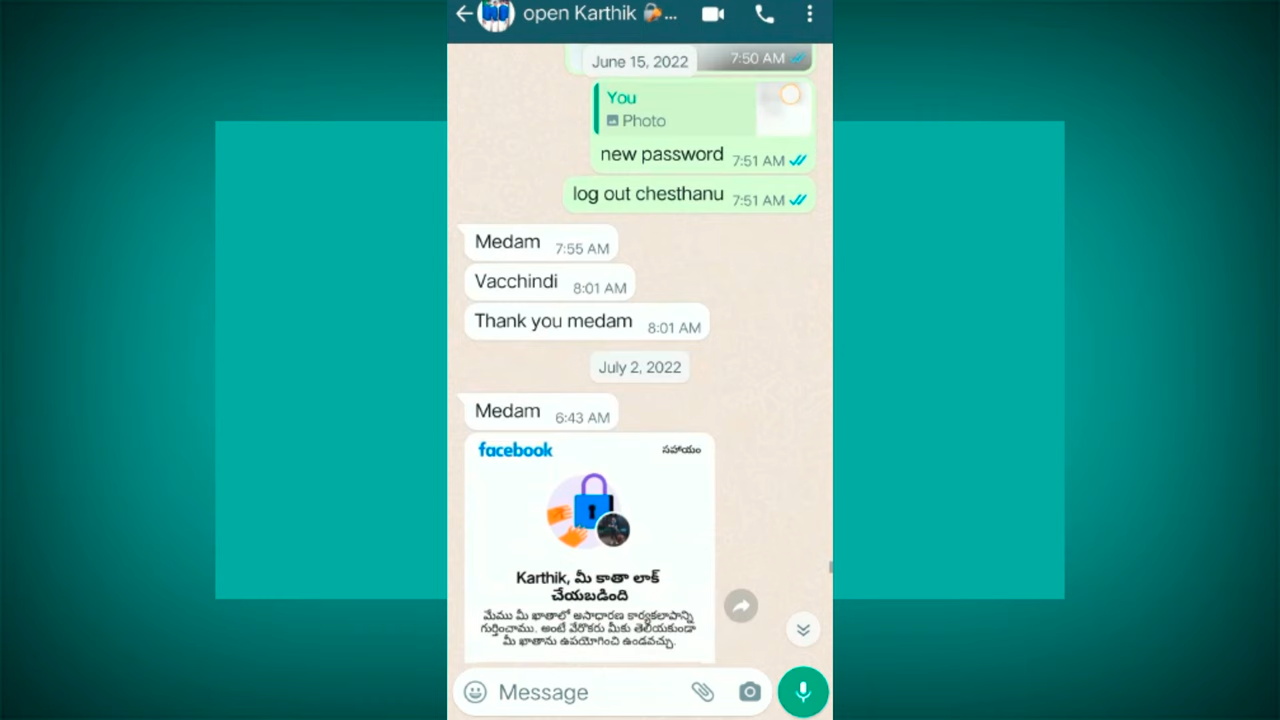 open Karthik 🔐...
7:50 AM
June 15, 2022
You
Photo
new password 7:51 AM
log out chesthanu 7:51 AM
Medam 7:55 AM
Vacchindi 8:01 AM
Thank you medam 8:01 AM
July 2, 2022
Medam 6:43 AM
facebook సహాయం
Karthik, మీ కాతా లాక్
చేయబడింది
మేము మీ ఖాతాలో అసాధారణ కార్యకలాపాన్ని
గుర్తించాము. అంటే వేరొకరు మీకు తెలియకుండా
మీ ఖాతాను ఉపయోగించి ఉండవచ్చు.
Message